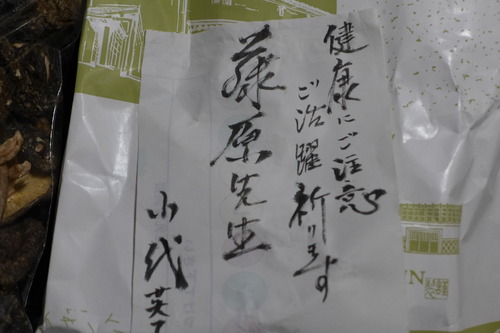 健康にご注意
ご活躍祈ります
藤原先生
小代英